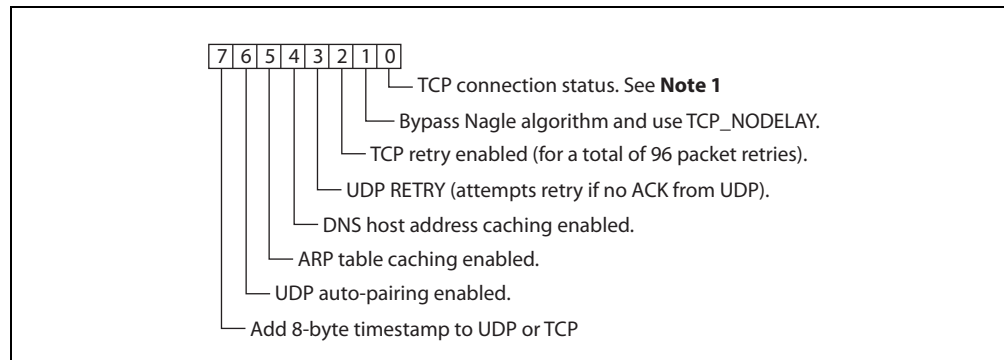 7 6 5 4 3 2 1 0
TCP connection status. See Note 1
Bypass Nagle algorithm and use TCP_NODELAY.
TCP retry enabled (for a total of 96 packet retries).
UDP RETRY (attempts retry if no ACK from UDP).
DNS host address caching enabled.
ARP table caching enabled.
UDP auto-pairing enabled.
Add 8-byte timestamp to UDP or TCP